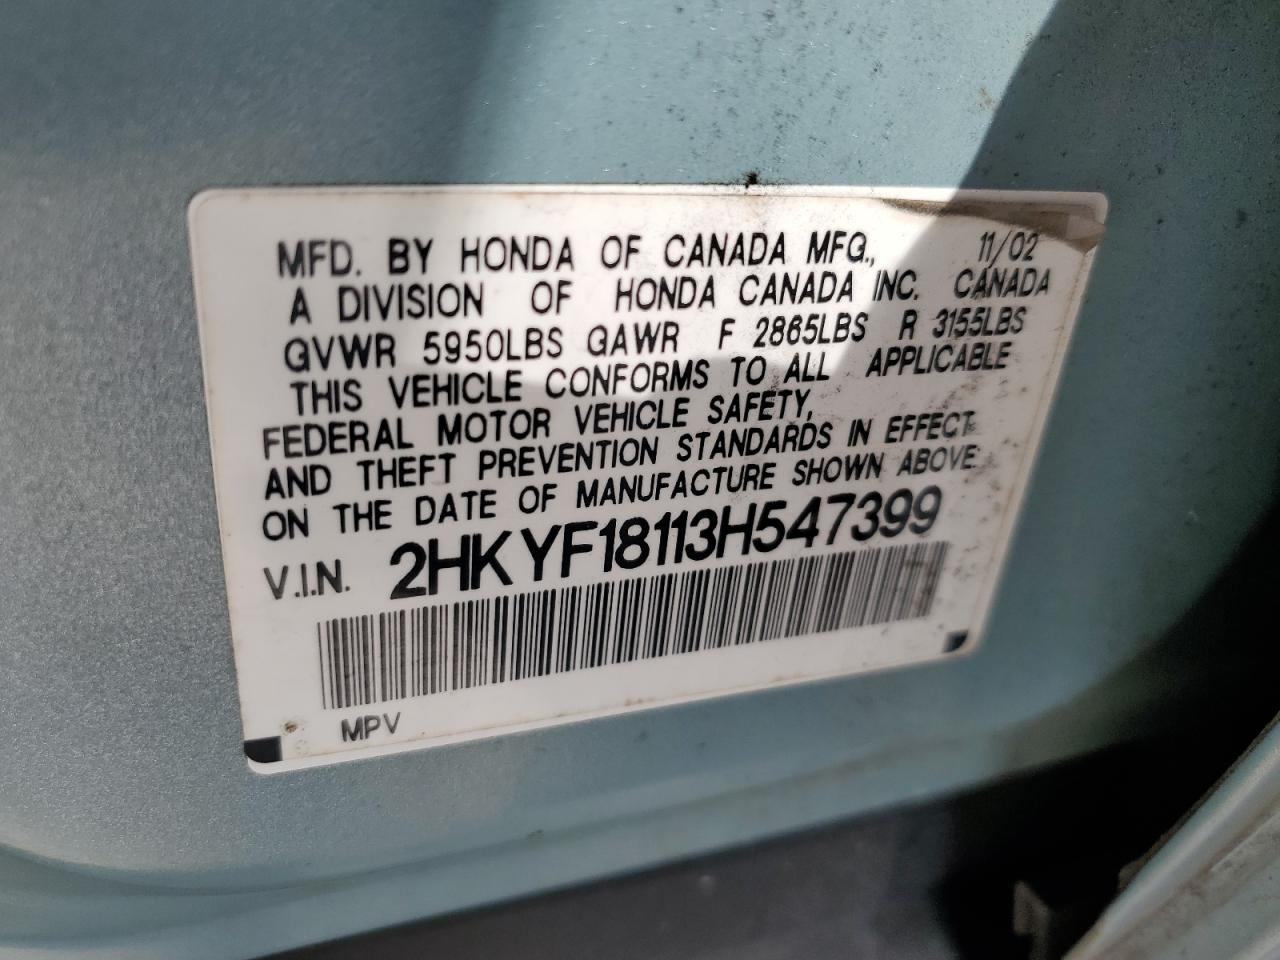 MFD. BY HONDA OF CANADA MFG., 11/02
A DIVISION OF HONDA CANADA INC. CANADA
GVWR 5950LBS GAWR F 2865LBS R 3155LBS
THIS VEHICLE CONFORMS TO ALL APPLICABLE
FEDERAL MOTOR VEHICLE SAFETY,
AND THEFT PREVENTION STANDARDS IN EFFECT
ON THE DATE OF MANUFACTURE SHOWN ABOVE
V.I.N. 2HKYF18113H547399
MPV